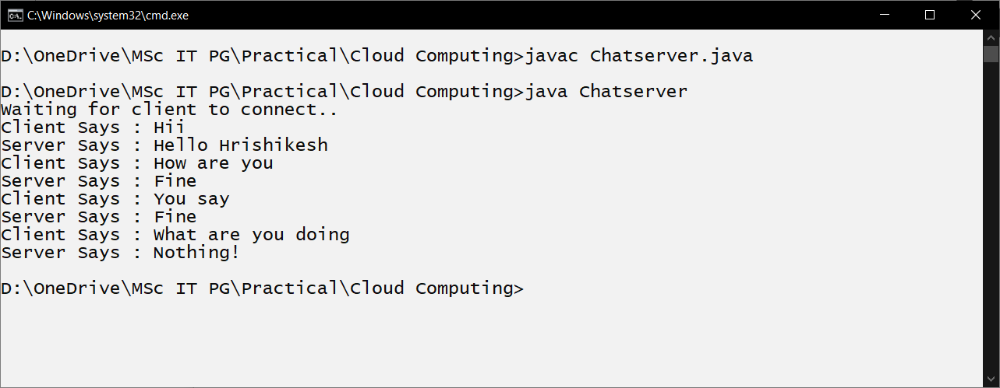 C:\Windows\system32\cmd.exe
D:\OneDrive\MSc IT PG\Practical\Cloud Computing>javac Chatserver.java
D:\OneDrive\MSc IT PG\Practical\Cloud Computing>java Chatserver
Waiting for client to connect..
Client Says : Hii
Server Says : Hello Hrishikesh
Client Says : How are you
Server Says : Fine
Client Says : You say
Server Says : Fine
Client Says : What are you doing
Server Says : Nothing!
D:\OneDrive\MSc IT PG\Practical\Cloud Computing>